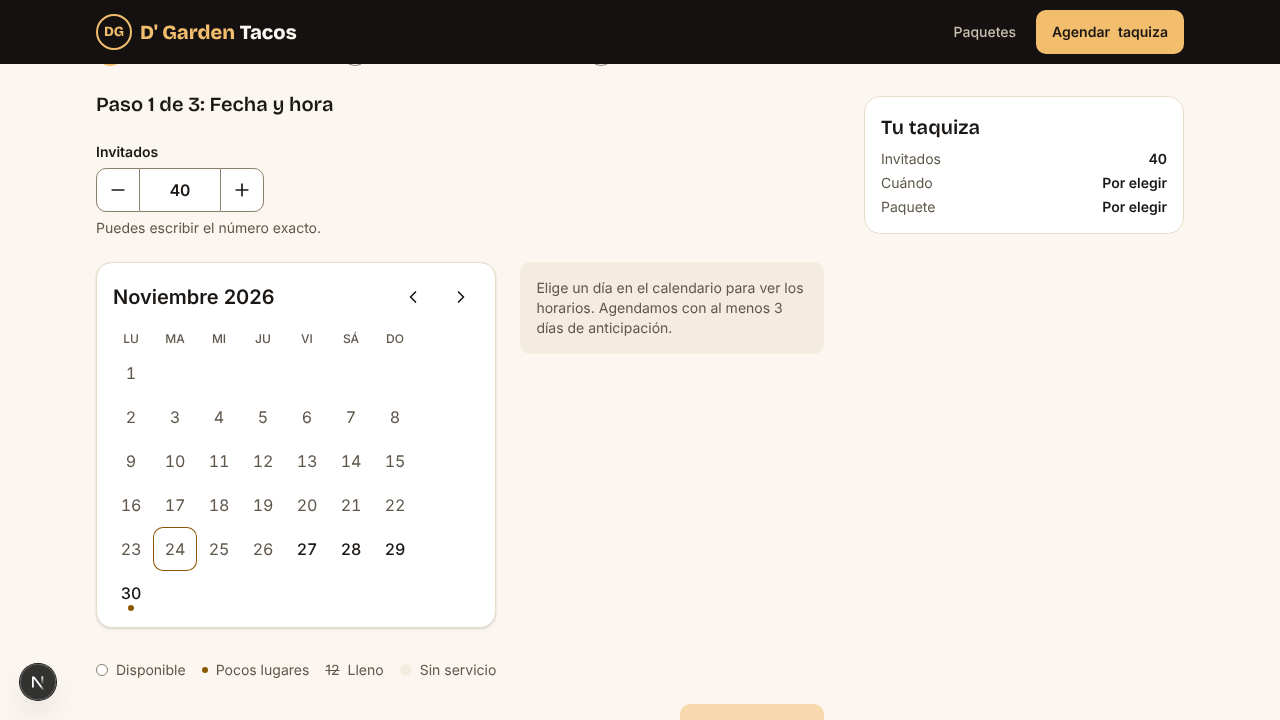 DG D' Garden Tacos
Paquetes
Agendar taquiza
Paso 1 de 3: Fecha y hora
Invitados
40
Puedes escribir el número exacto.
Noviembre 2026
LU MA MI JU VI SÁ DO
1
2 3 4 5 6 7 8
9 10 11 12 13 14 15
16 17 18 19 20 21 22
23 24 25 26 27 28 29
30
Disponible Pocos lugares 12 Lleno Sin servicio
Elige un día en el calendario para ver los
horarios. Agendamos con al menos 3
días de anticipación.
Tu taquiza
Invitados 40
Cuándo Por elegir
Paquete Por elegir
N